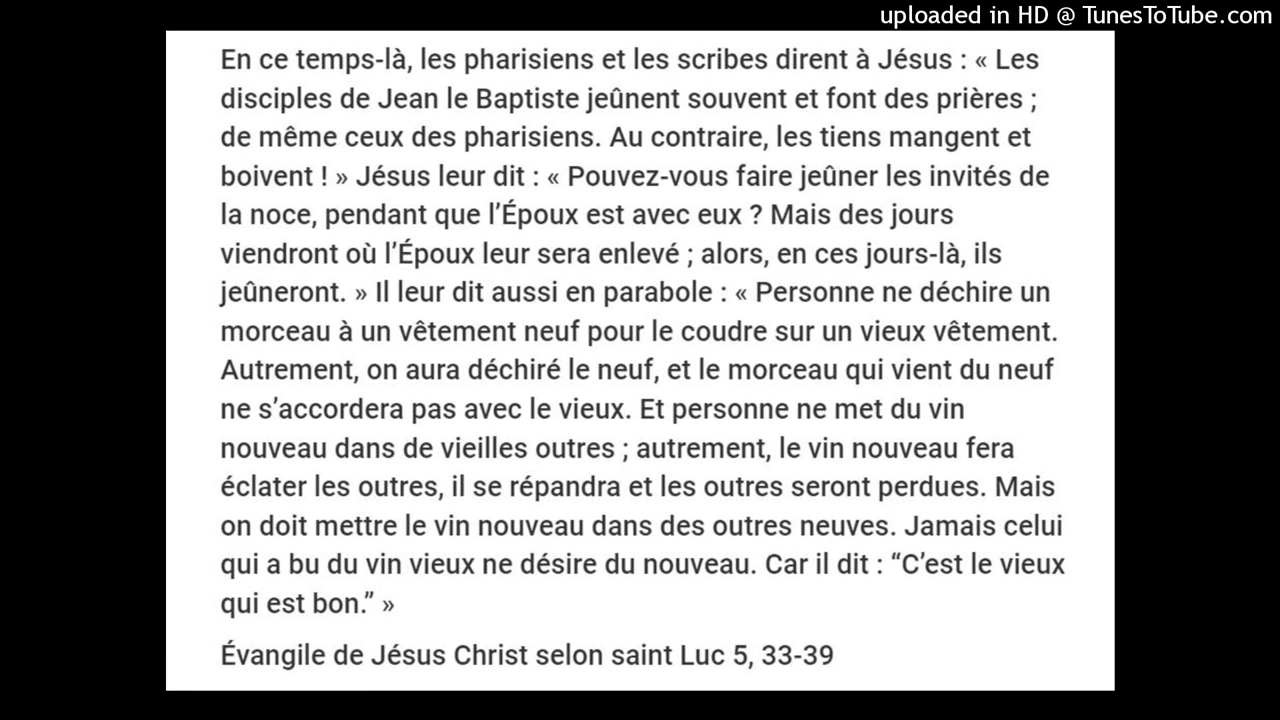 uploaded in HD @ TunesToTube.com
En ce temps-là, les pharisiens et les scribes dirent à Jésus : « Les
disciples de Jean le Baptiste jeûnent souvent et font des prières ;
de même ceux des pharisiens. Au contraire, les tiens mangent et
boivent ! » Jésus leur dit : « Pouvez-vous faire jeûner les invités de
la noce, pendant que l’Époux est avec eux ? Mais des jours
viendront où l’Époux leur sera enlevé ; alors, en ces jours-là, ils
jeûneront. » Il leur dit aussi en parabole : « Personne ne déchire un
morceau à un vêtement neuf pour le coudre sur un vieux vêtement.
Autrement, on aura déchiré le neuf, et le morceau qui vient du neuf
ne s’accordera pas avec le vieux. Et personne ne met du vin
nouveau dans de vieilles outres ; autrement, le vin nouveau fera
éclater les outres, il se répandra et les outres seront perdues. Mais
on doit mettre le vin nouveau dans des outres neuves. Jamais celui
qui a bu du vin vieux ne désire du nouveau. Car il dit : “C’est le vieux
qui est bon.” »
Évangile de Jésus Christ selon saint Luc 5, 33-39